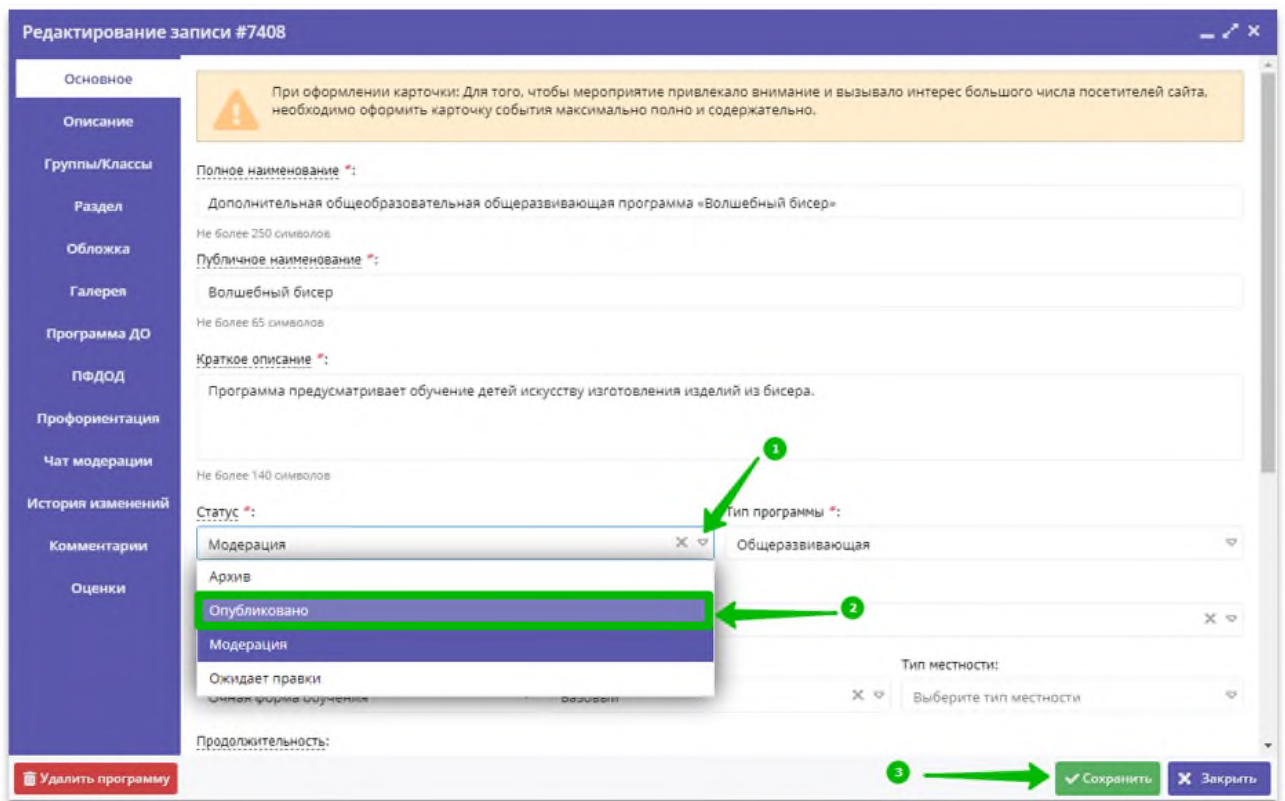 Редактирование записи #7408
Основное
Описание
Группы/Классы
Раздел
Обложка
Галерея
Программа ДО
ПФДОД
Профориентация
Чат модерации
История изменений
Комментарии
Оценки
При оформлении карточки: Для того, чтобы мероприятие привлекало внимание и вызывало интерес большого числа посетителей сайта,
необходимо оформить карточку события максимально полно и содержательно.
Полное наименование *:
Дополнительная общеобразовательная общеразвивающая программа «Волшебный бисер»
Не более 250 символов
Публичное наименование *:
Волшебный бисер
Не более 65 символов
Краткое описание *:
Программа предусматривает обучение детей искусству изготовления изделий из бисера.
Не более 140 символов
1
Статус *:
Тип программы *:
Модерация
Общеразвивающая
Архив
Опубликовано
2
Модерация
Ожидает правки
Тип местности:
Очная форма обучения
Базовый
Выберите тип местности
Продолжительность:
Удалить программу
3
Сохранить
Закрыть